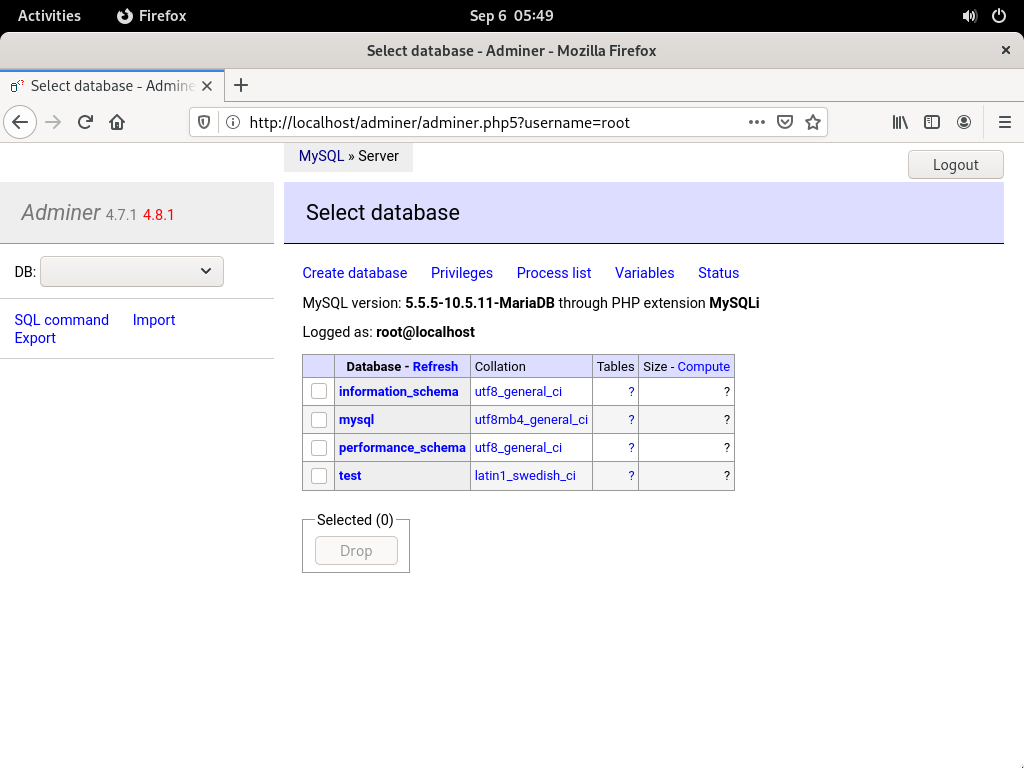 Activities Firefox Sep 6 05:49
Select database - Adminer - Mozilla Firefox
Select database - Admine
http://localhost/adminer/adminer.php5?username=root
MySQL » Server
Logout
Adminer 4.7.1 4.8.1
Select database
DB:
SQL command Import
Export
Create database Privileges Process list Variables Status
MySQL version: 5.5.5-10.5.11-MariaDB through PHP extension MySQLi
Logged as: root@localhost
Database - Refresh Collation Tables Size - Compute
information_schema utf8_general_ci ? ?
mysql utf8mb4_general_ci ? ?
performance_schema utf8_general_ci ? ?
test latin1_swedish_ci ? ?
Selected (0)
Drop